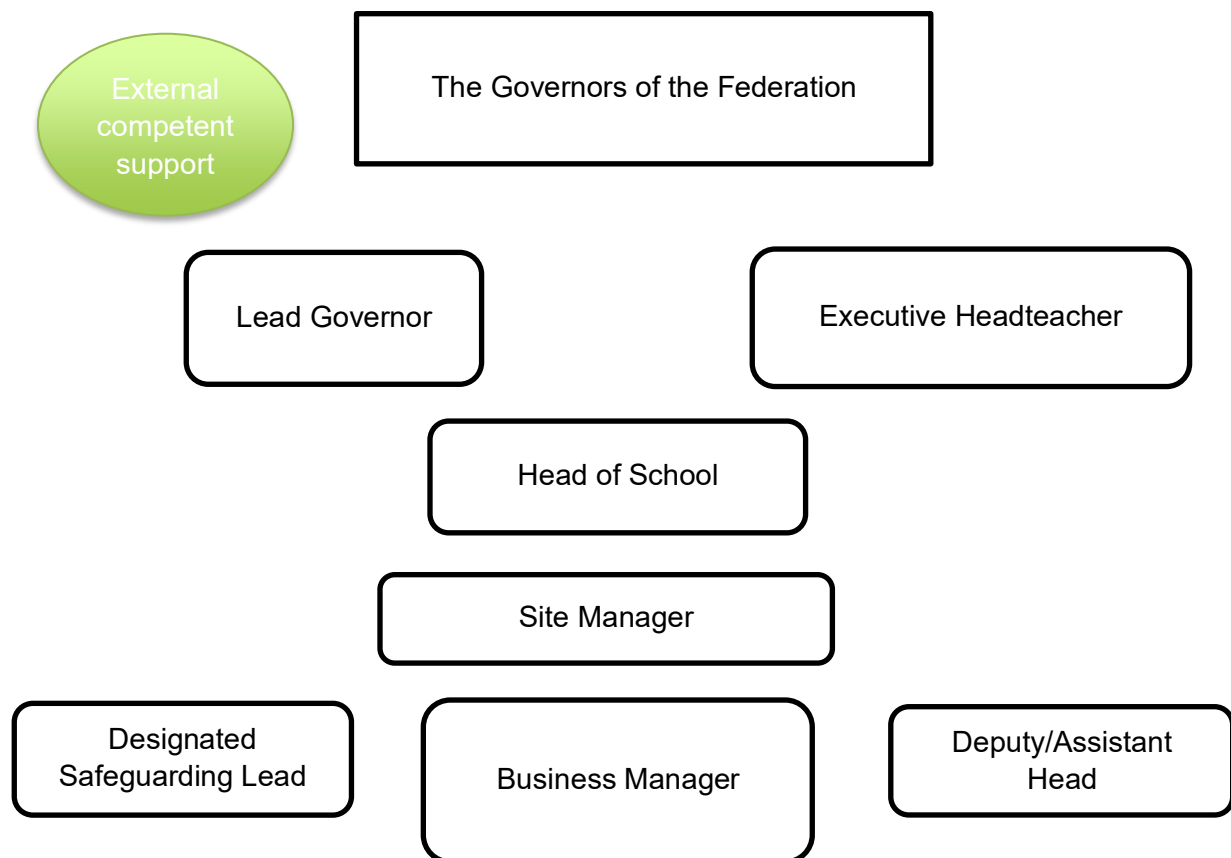 External
competent
support
The Governors of the Federation
Lead Governor
Executive Headteacher
Head of School
Site Manager
Designated
Safeguarding Lead
Business Manager
Deputy/Assistant
Head